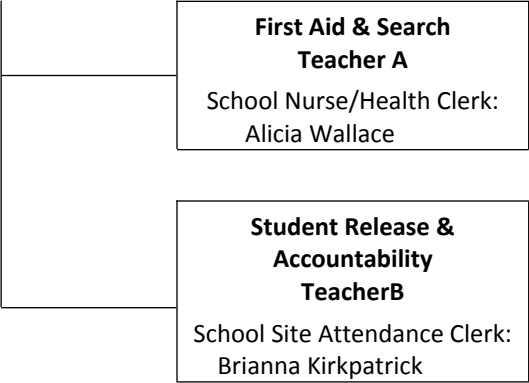 First Aid & Search
Teacher A
School Nurse/Health Clerk:
Alicia Wallace
Student Release &
Accountability
TeacherB
School Site Attendance Clerk:
Brianna Kirkpatrick